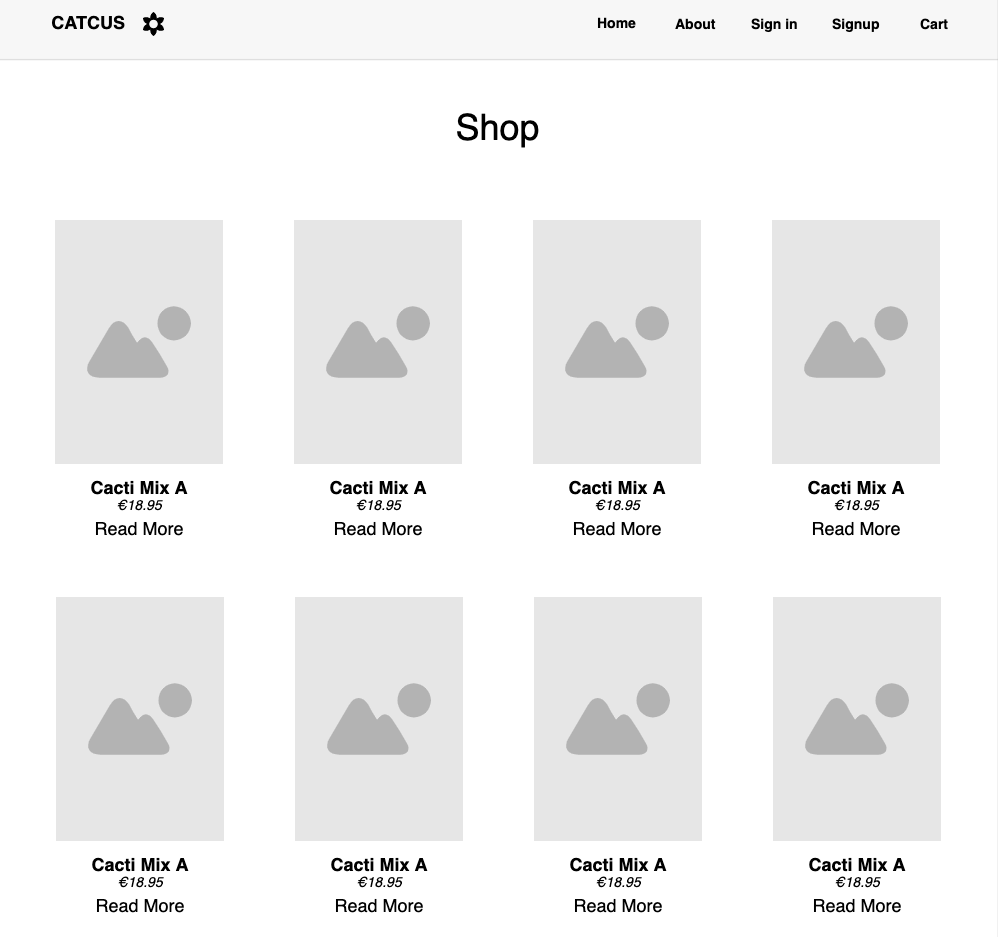 CATCUS
Home About Sign in Signup Cart
Shop
Cacti Mix A Cacti Mix A Cacti Mix A Cacti Mix A
€18.95 €18.95 €18.95 €18.95
Read More Read More Read More Read More
Cacti Mix A Cacti Mix A Cacti Mix A Cacti Mix A
€18.95 €18.95 €18.95 €18.95
Read More Read More Read More Read More